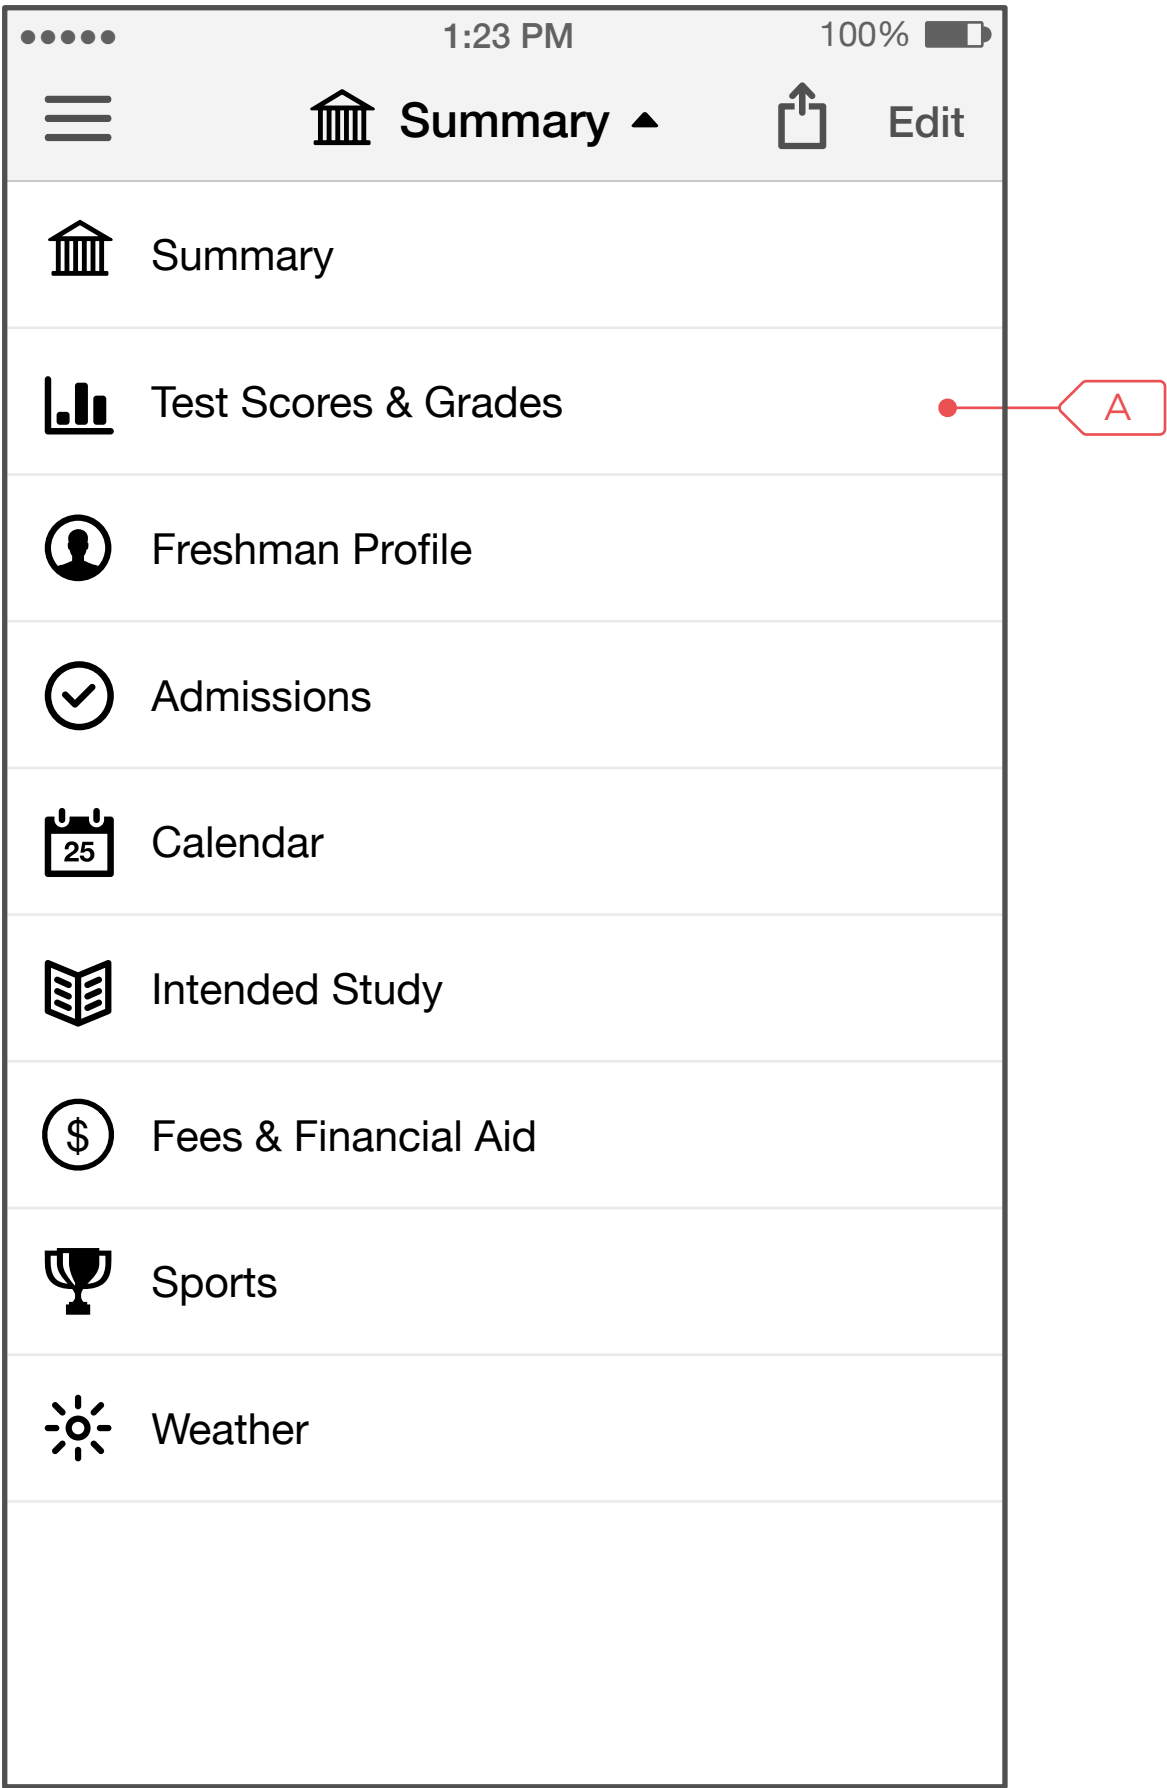 1:23 PM 100%
Summary Edit
Summary
Test Scores & Grades
A
Freshman Profile
Admissions
25
Calendar
Intended Study
$
Fees & Financial Aid
Sports
Weather